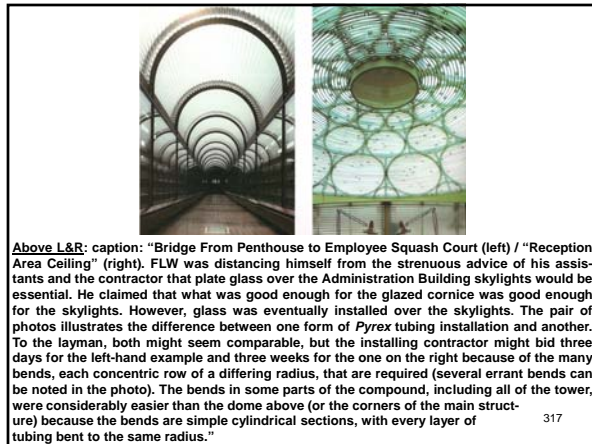 Above L&R: caption: “Bridge From Penthouse to Employee Squash Court (left) / “Reception
Area Ceiling” (right). FLW was distancing himself from the strenuous advice of his assis-
tants and the contractor that plate glass over the Administration Building skylights would be
essential. He claimed that what was good enough for the glazed cornice was good enough
for the skylights. However, glass was eventually installed over the skylights. The pair of
photos illustrates the difference between one form of Pyrex tubing installation and another.
To the layman, both might seem comparable, but the installing contractor might bid three
days for the left-hand example and three weeks for the one on the right because of the many
bends, each concentric row of a differing radius, that are required (several errant bends can
be noted in the photo). The bends in some parts of the compound, including all of the tower,
were considerably easier than the dome above (or the corners of the main struct-
ure) because the bends are simple cylindrical sections, with every layer of
tubing bent to the same radius.”
317